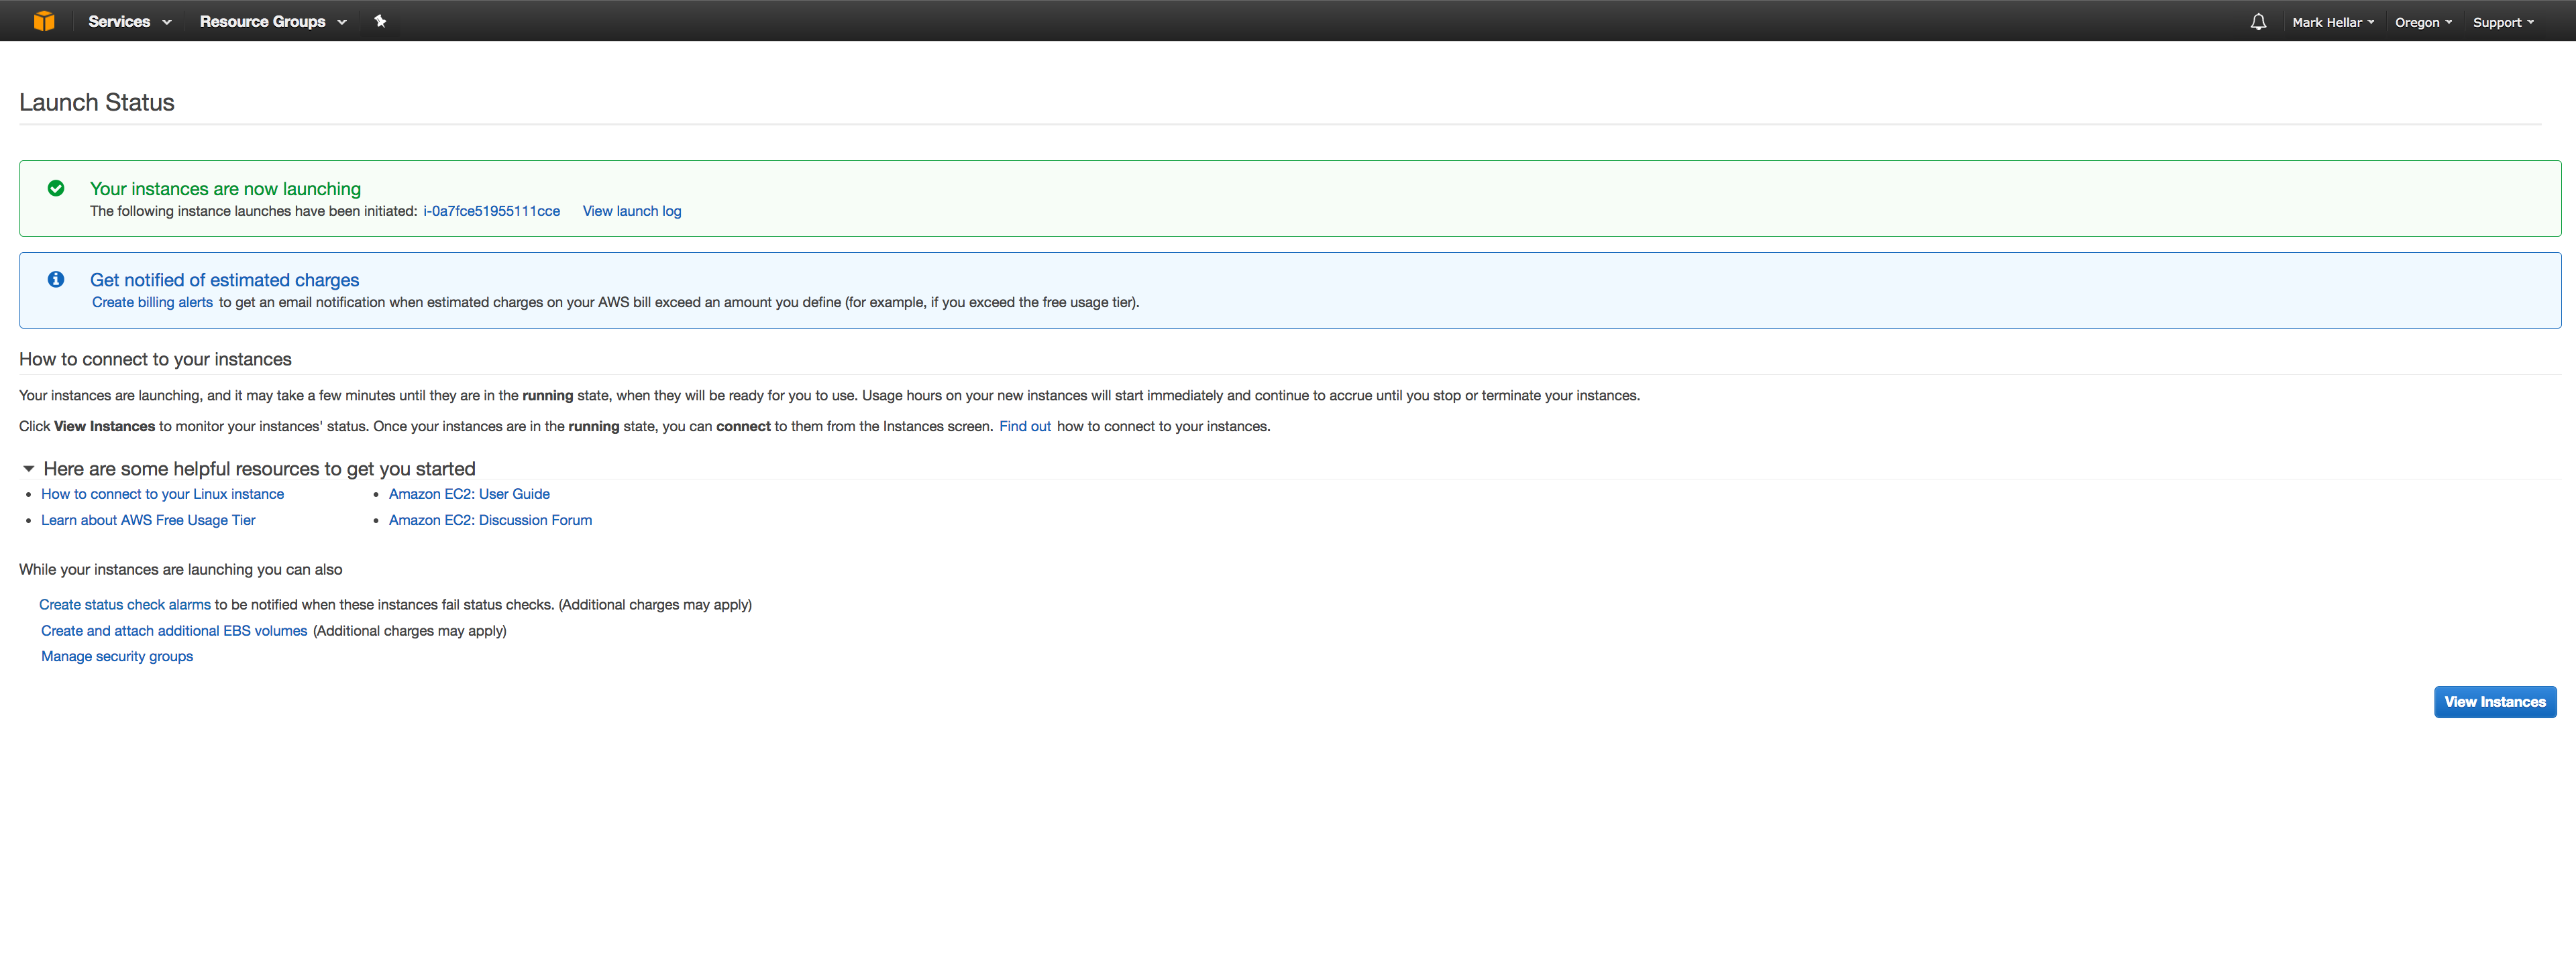 Services Resource Groups Mark Hellar Oregon Support
Launch Status
Your instances are now launching
The following instance launches have been initiated: i-0a7fce51955111cce View launch log
Get notified of estimated charges
Create billing alerts to get an email notification when estimated charges on your AWS bill exceed an amount you define (for example, if you exceed the free usage tier).
How to connect to your instances
Your instances are launching, and it may take a few minutes until they are in the running state, when they will be ready for you to use. Usage hours on your new instances will start immediately and continue to accrue until you stop or terminate your instances.
Click View Instances to monitor your instances' status. Once your instances are in the running state, you can connect to them from the Instances screen. Find out how to connect to your instances.
Here are some helpful resources to get you started
• How to connect to your Linux instance • Amazon EC2: User Guide
• Learn about AWS Free Usage Tier • Amazon EC2: Discussion Forum
While your instances are launching you can also
Create status check alarms to be notified when these instances fail status checks. (Additional charges may apply)
Create and attach additional EBS volumes (Additional charges may apply)
Manage security groups
View Instances